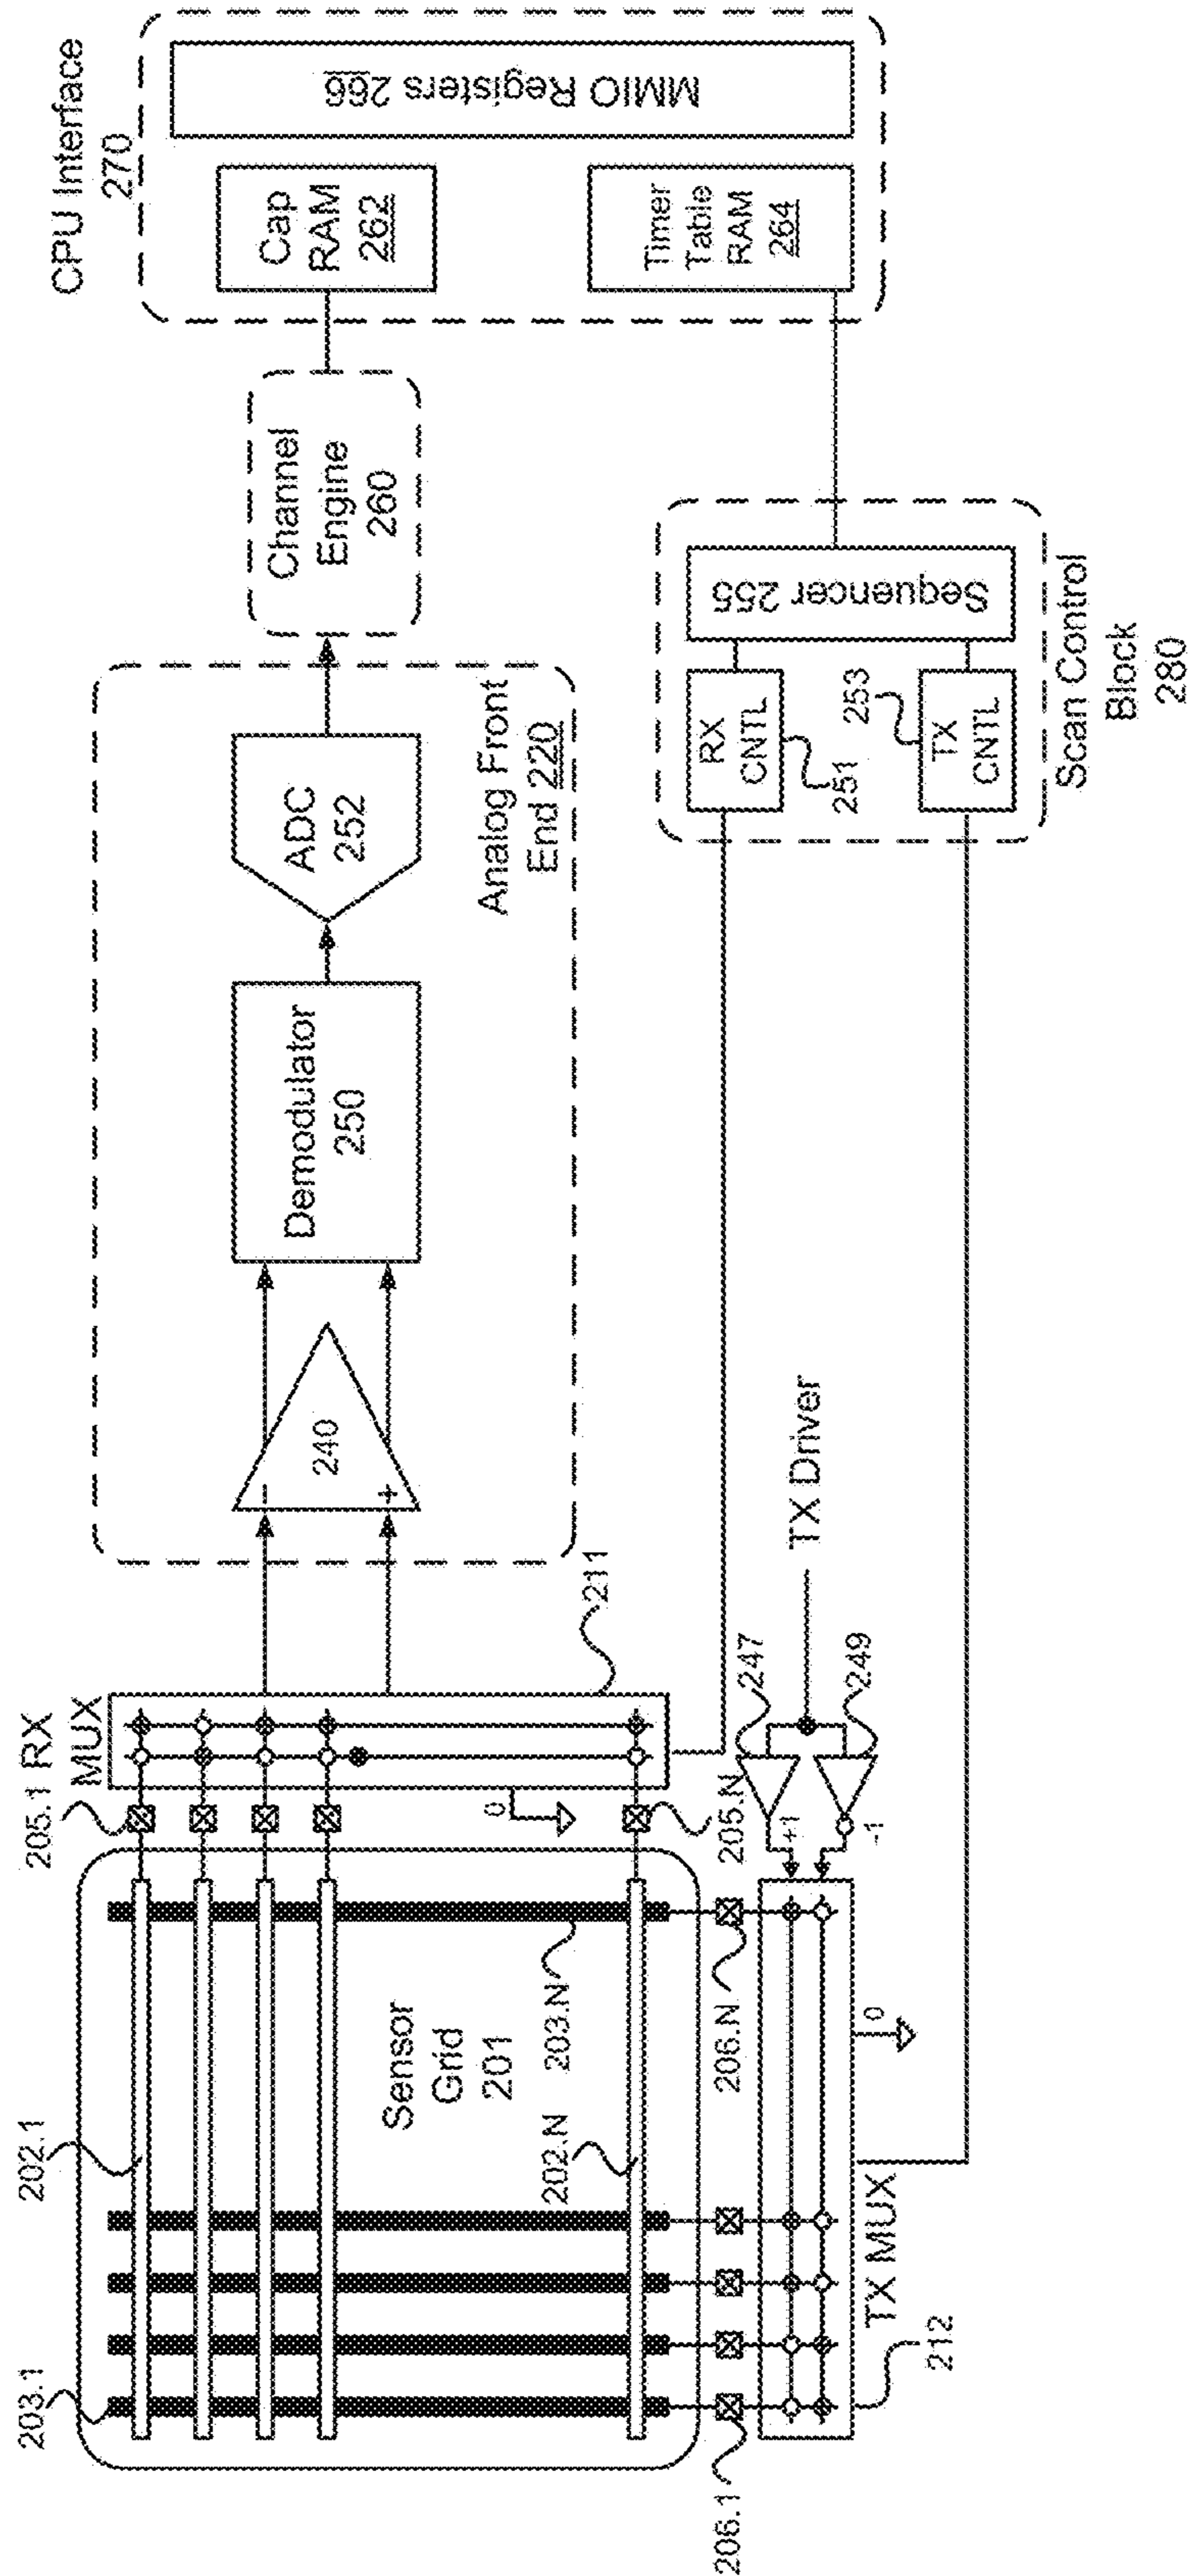 203.1
202.1
Sensor
Grid
201
202.N
203.N
205.1
RX
MUX
0
205.N
211
206.1
206.N
TX MUX
212
0
+1
-1
247
249
TX Driver
240
-
+
Demodulator
250
ADC
252
Analog Front
End 220
Channel
Engine
260
RX
CNTL
251
253
TX
CNTL
Sequencer 255
Scan Control
Block
280
CPU Interface
270
Cap
RAM
262
Timer
Table
RAM
264
MMIO Registers 266